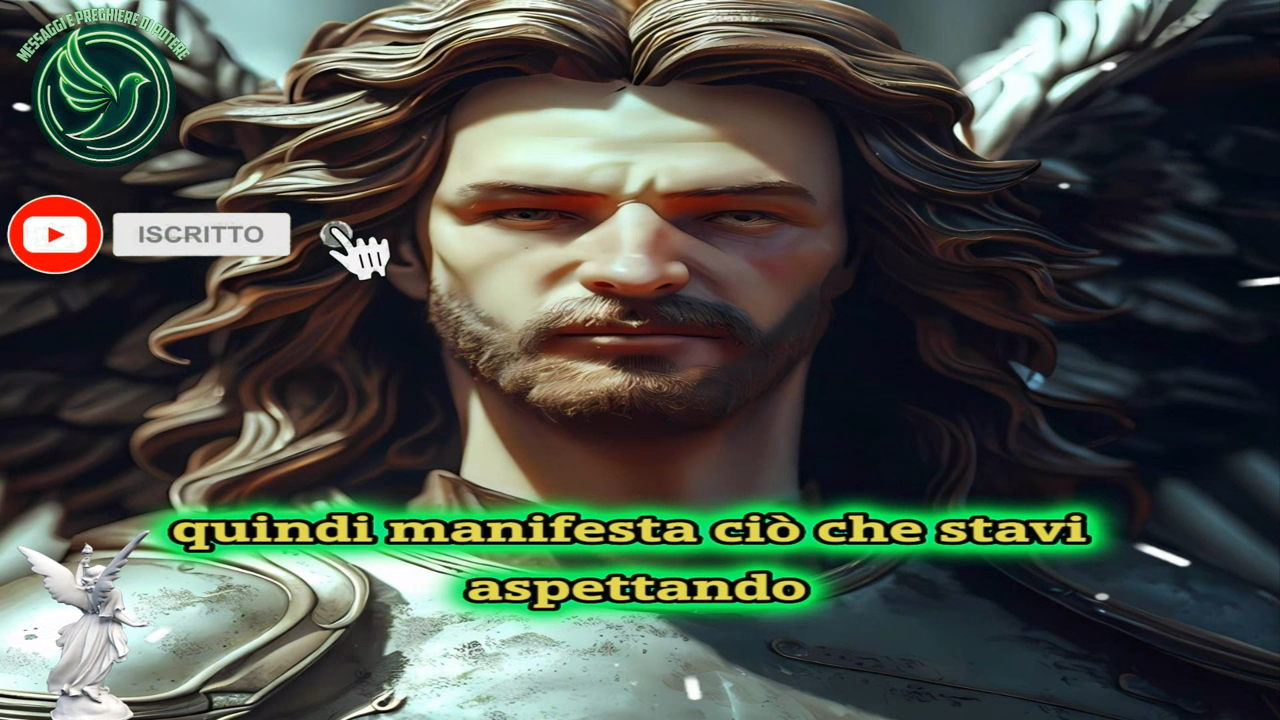 MESSAGGI E PREGHIERE DI POTERE
ISCRITTO
quindi manifesta ciò che stavi
aspettando